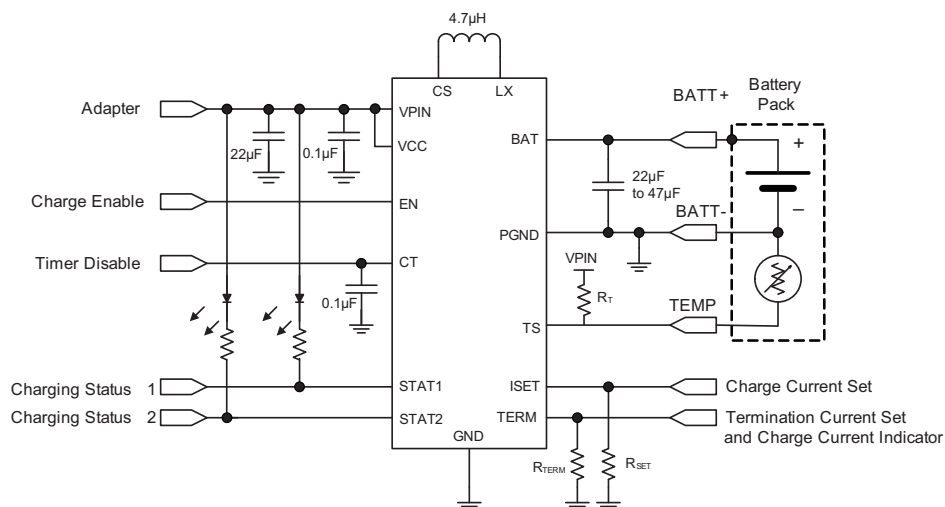 4.7µH
CS
LX
Adapter
VPIN
VCC
22µF
0.1µF
Charge Enable
EN
Timer Disable
CT
0.1µF
Charging Status 1
STAT1
Charging Status 2
STAT2
GND
BAT
BATT+
Battery
Pack
+
22µF
to 47µF
BATT-
–
PGND
VPIN
RT
TEMP
TS
ISET
Charge Current Set
TERM
Termination Current Set
and Charge Current Indicator
RTERM
RSET